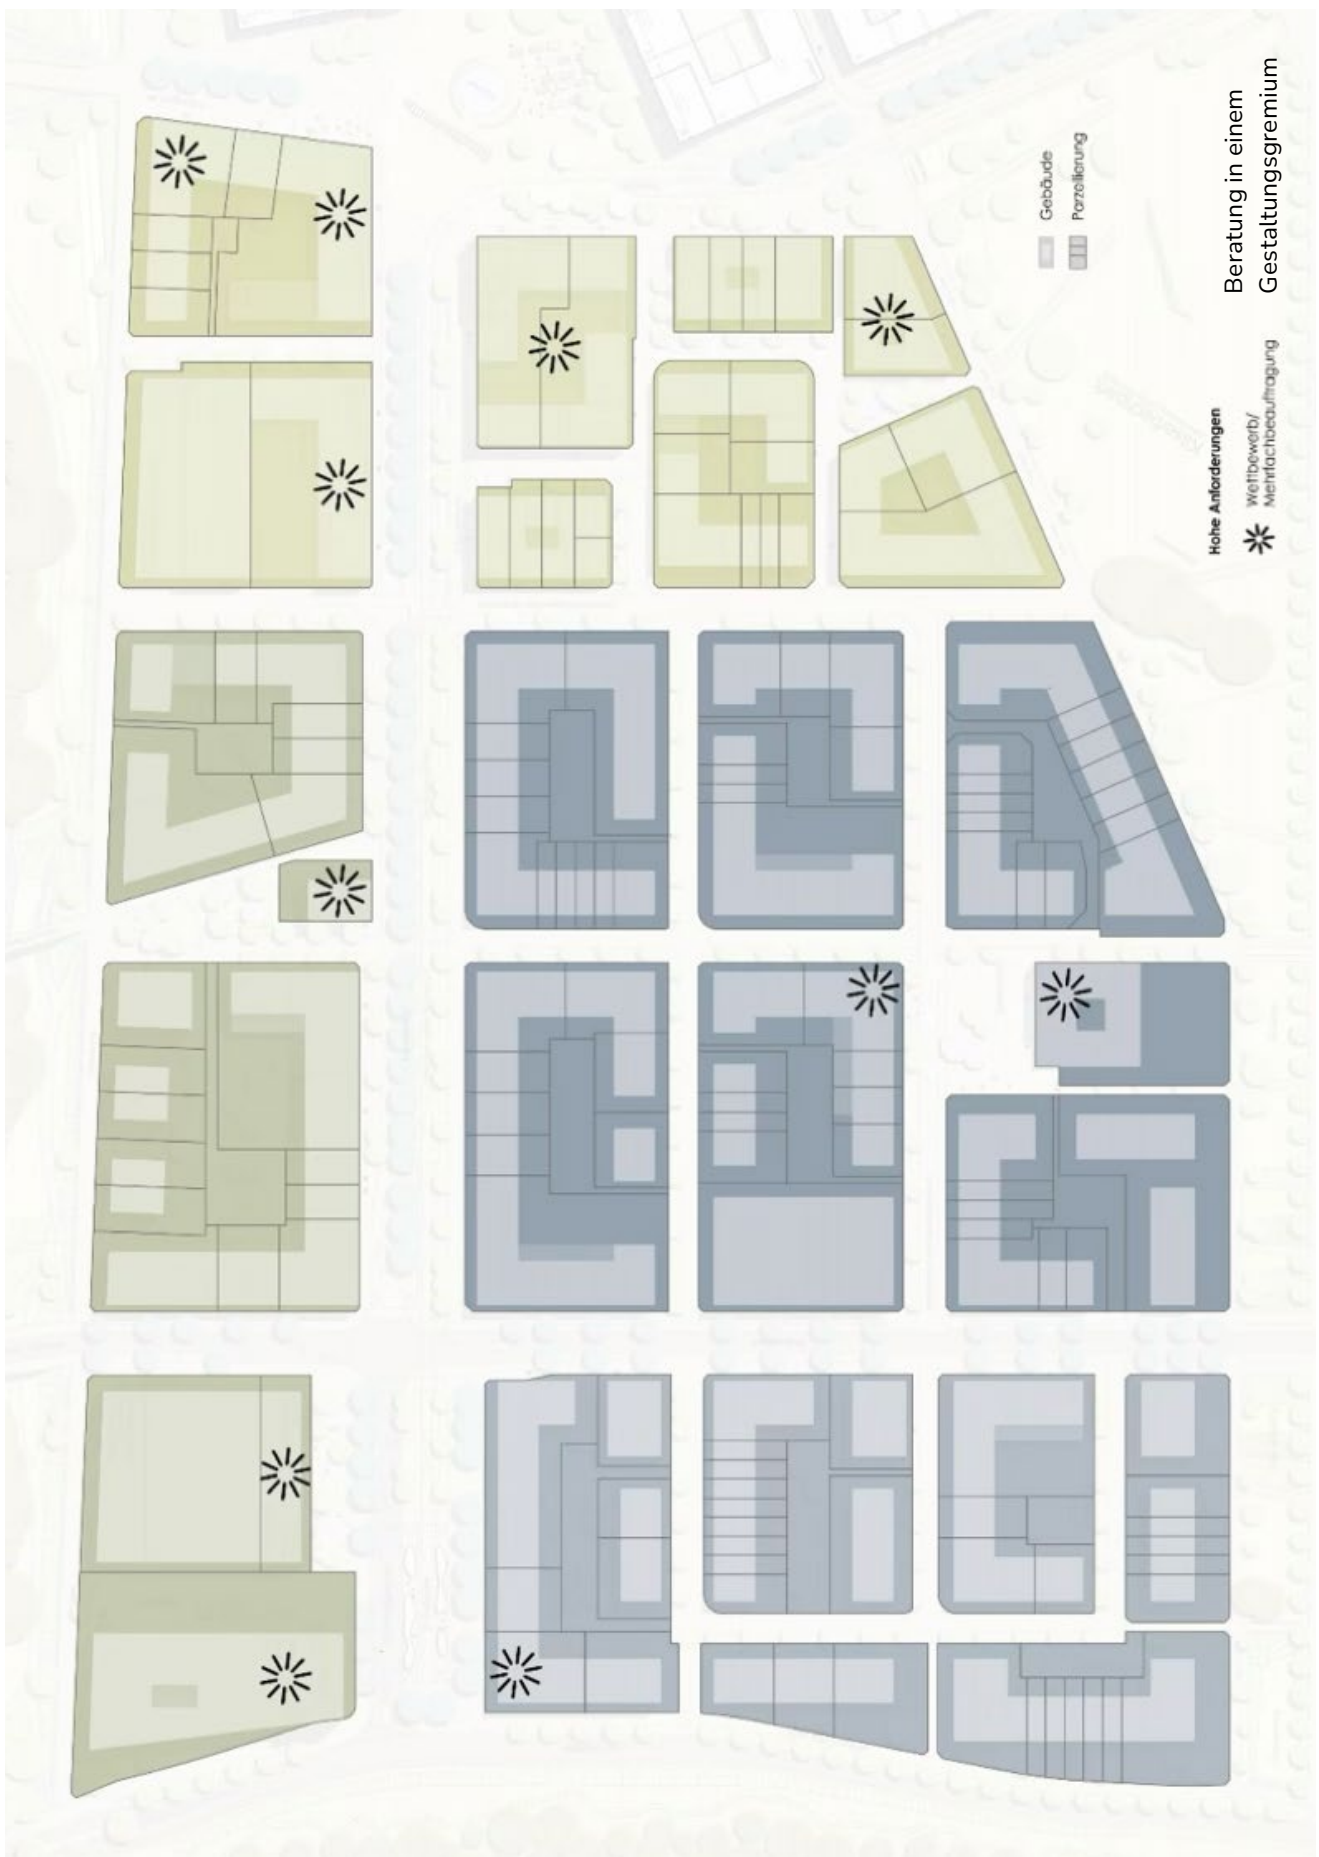 Gebäude
Parzellierung
Hohe Anforderungen
Wettbewerb/
Mehrfachbeauftragung
Beratung in einem
Gestaltungsgremium